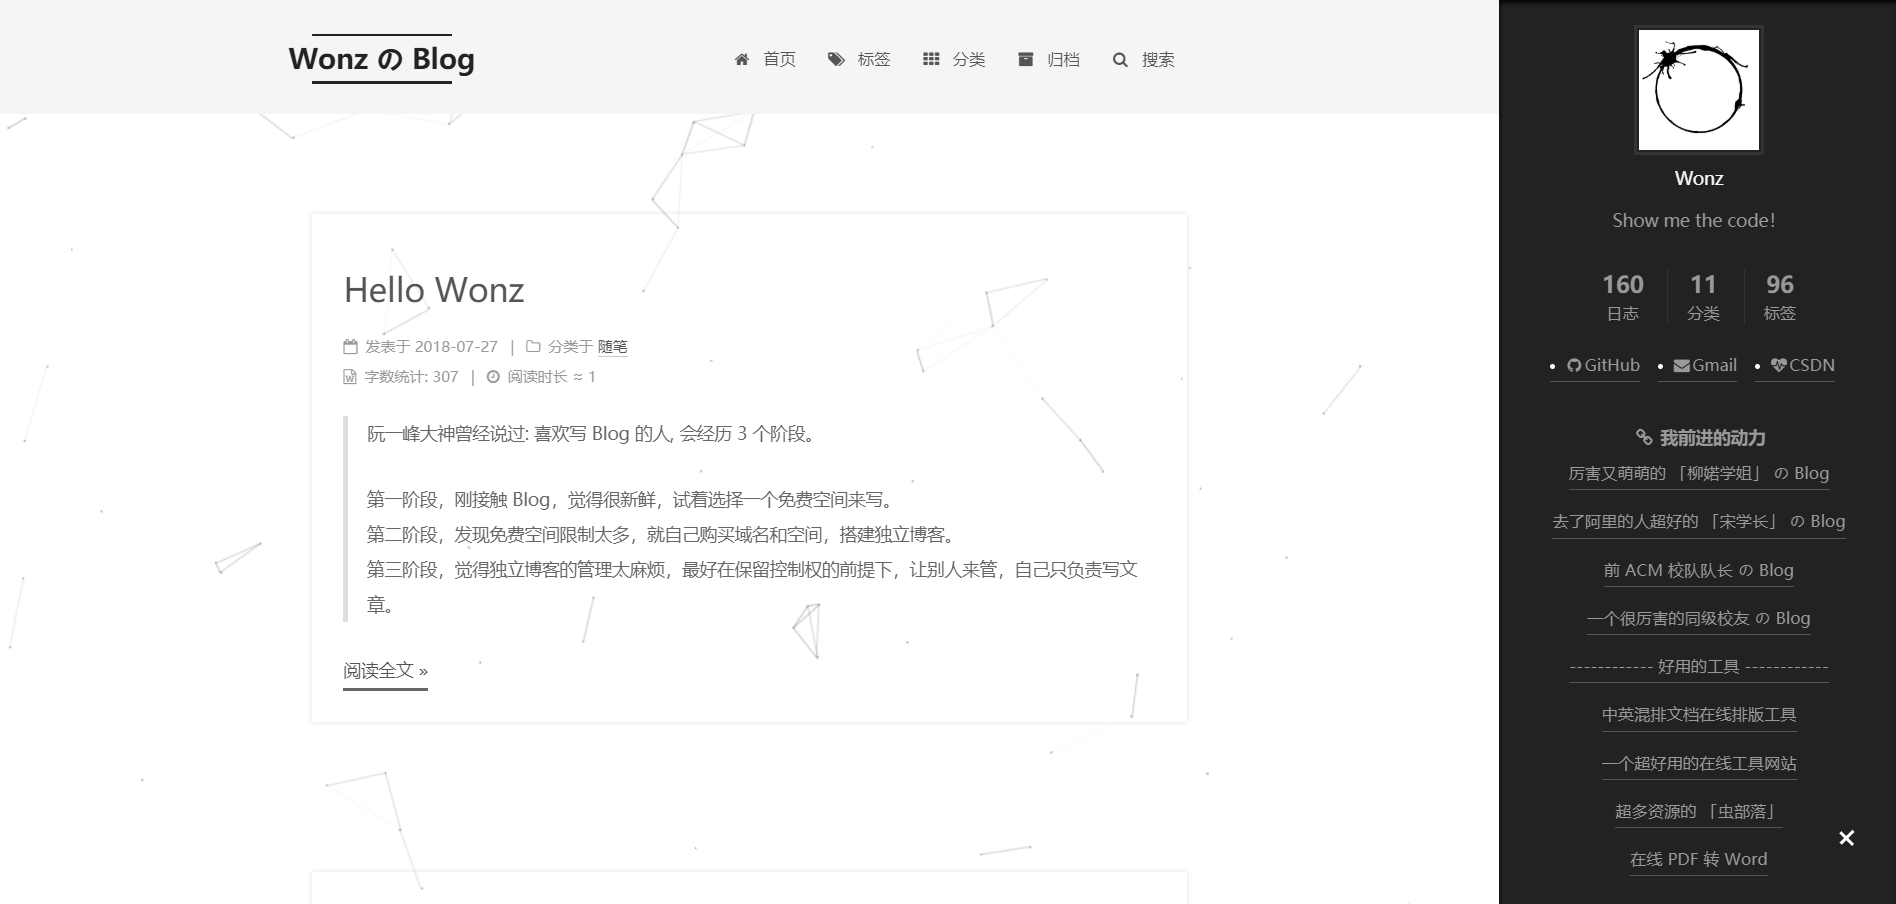 Wonz の Blog
首页
标签
分类
归档
搜索
Hello Wonz
发表于 2018-07-27 | 分类于 随笔
字数统计: 307 | 阅读时长 ≈ 1
阮一峰大神曾经说过: 喜欢写 Blog 的人, 会经历 3 个阶段。
第一阶段，刚接触 Blog，觉得很新鲜，试着选择一个免费空间来写。
第二阶段，发现免费空间限制太多，就自己购买域名和空间，搭建独立博客。
第三阶段，觉得独立博客的管理太麻烦，最好在保留控制权的前提下，让别人来管，自己只负责写文
章。
阅读全文 »
Wonz
Show me the code!
160 11 96
日志 分类 标签
GitHub Gmail CSDN
我前进的动力
厉害又萌萌的 「柳婼学姐」 の Blog
去了阿里的人超好的 「宋学长」 の Blog
前 ACM 校队队长 の Blog
一个很厉害的同级校友 の Blog
------------ 好用的工具 ------------
中英混排文档在线排版工具
一个超好用的在线工具网站
超多资源的 「虫部落」
在线 PDF 转 Word